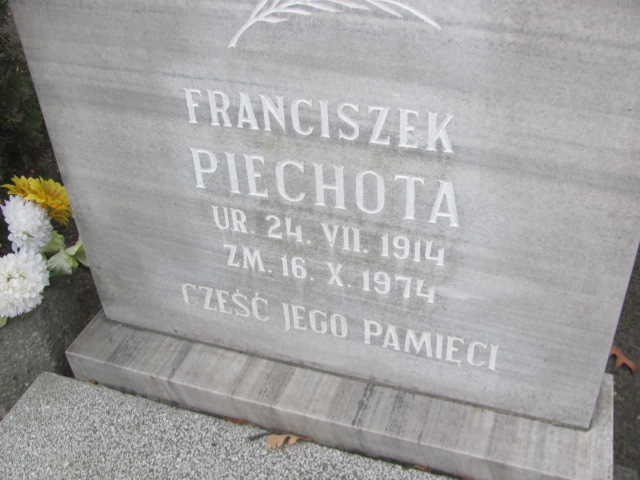 FRANCISZEK
PIECHOTA
UR. 24. VII. 1914
ZM. 16. X. 1974
CZEŚĆ JEGO PAMIĘCI